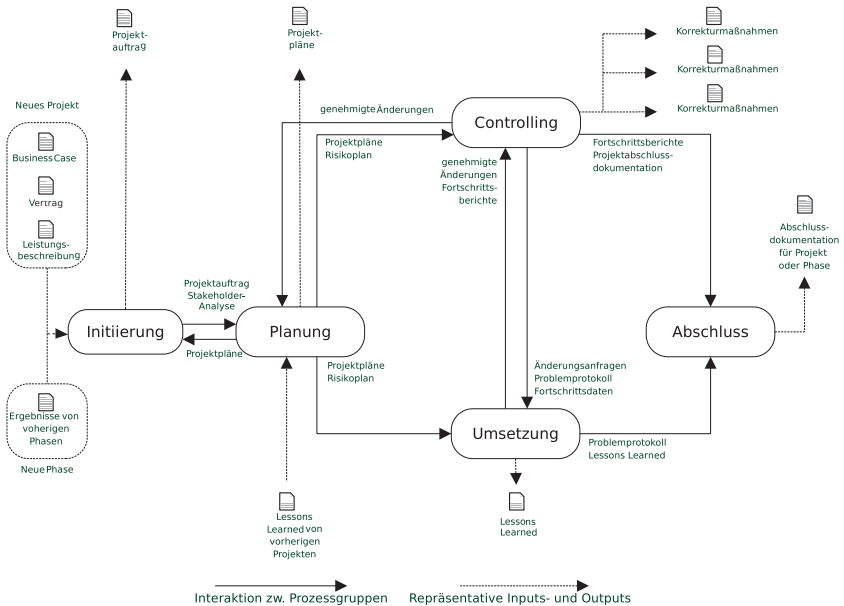 Projekt-
auftrag
Projekt-
pläne
Korrekturmaßnahmen
Korrekturmaßnahmen
Korrekturmaßnahmen
Neues Projekt
Business Case
Vertrag
Leistungs-
beschreibung
genehmigte Änderungen
Projektpläne
Risikoplan
Controlling
genehmigte
Änderungen
Fortschritts-
berichte
Fortschrittsberichte
Projektabschluss-
dokumentation
Abschluss-
dokumentation
für Projekt
oder Phase
Projektauftrag
Stakeholder-
Analyse
Initiierung
Planung
Abschluss
Projektpläne
Projektpläne
Risikoplan
Änderungsanfragen
Problemprotokoll
Fortschrittsdaten
Ergebnisse von
vorherigen
Phasen
Neue Phase
Umsetzung
Problemprotokoll
Lessons Learned
Lessons
Learned von
vorherigen
Projekten
Lessons
Learned
Interaktion zw. Prozessgruppen
Repräsentative Inputs- und Outputs